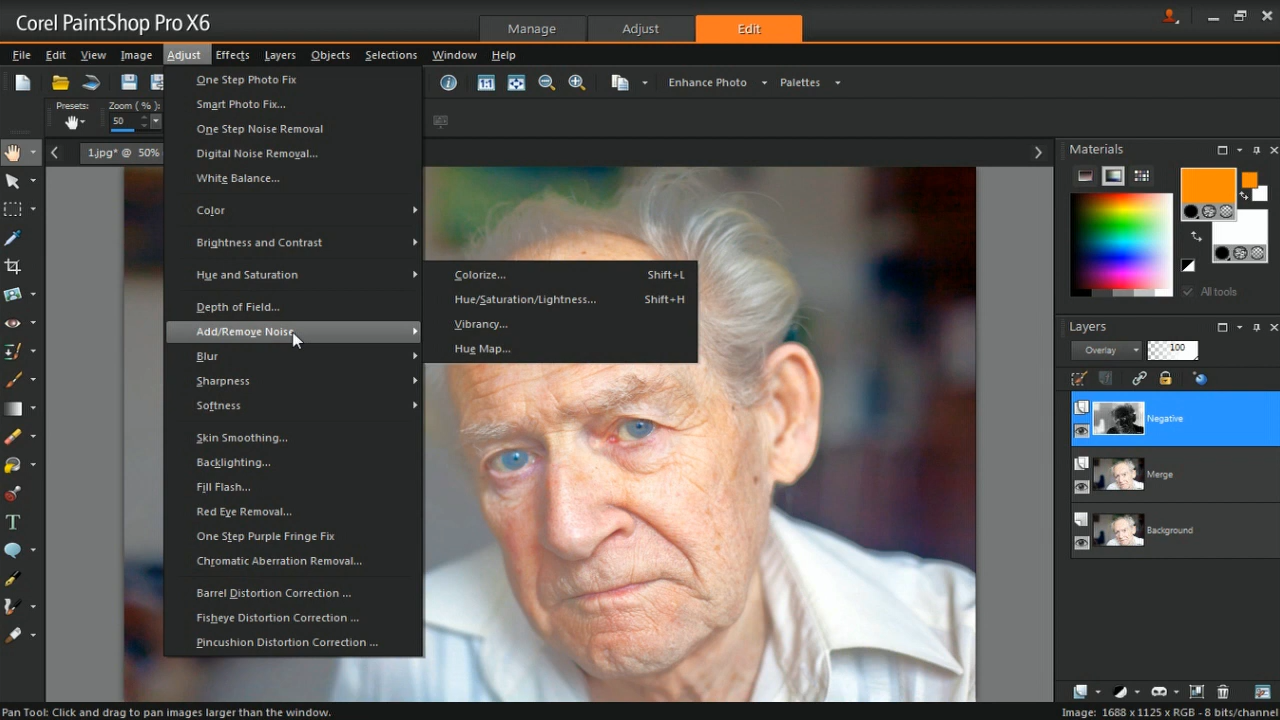 Corel PaintShop Pro X6
Manage
Adjust
Edit
File Edit View Image Adjust Effects Layers Objects Selections Window Help
Enhance Photo
Palettes
Presets:
Zoom ( % ):
50
1.jpg* @ 50%
One Step Photo Fix
Smart Photo Fix...
One Step Noise Removal
Digital Noise Removal...
White Balance...
Color
Brightness and Contrast
Hue and Saturation
Depth of Field...
Add/Remove Noise
Blur
Sharpness
Softness
Skin Smoothing...
Backlighting...
Fill Flash...
Red Eye Removal...
One Step Purple Fringe Fix
Chromatic Aberration Removal...
Barrel Distortion Correction ...
Fisheye Distortion Correction ...
Pincushion Distortion Correction ...
Colorize... Shift+L
Hue/Saturation/Lightness... Shift+H
Vibrancy...
Hue Map...
Materials
All tools
Layers
Overlay
100
Negative
Merge
Background
Pan Tool: Click and drag to pan images larger than the window.
Image: 1688 x 1125 x RGB - 8 bits/channel